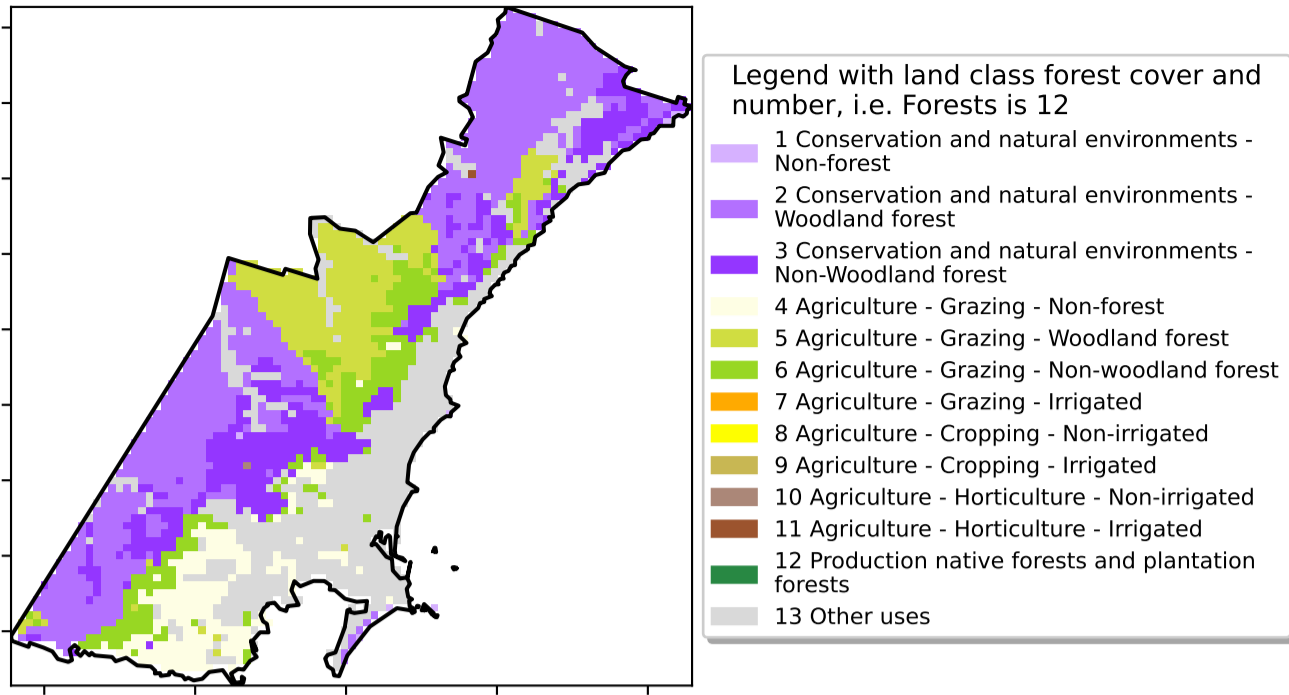 Legend with land class forest cover and
number, i.e. Forests is 12
1 Conservation and natural environments -
Non-forest
2 Conservation and natural environments -
Woodland forest
3 Conservation and natural environments -
Non-Woodland forest
4 Agriculture - Grazing - Non-forest
5 Agriculture - Grazing - Woodland forest
6 Agriculture - Grazing - Non-woodland forest
7 Agriculture - Grazing - Irrigated
8 Agriculture - Cropping - Non-irrigated
9 Agriculture - Cropping - Irrigated
10 Agriculture - Horticulture - Non-irrigated
11 Agriculture - Horticulture - Irrigated
12 Production native forests and plantation
forests
13 Other uses